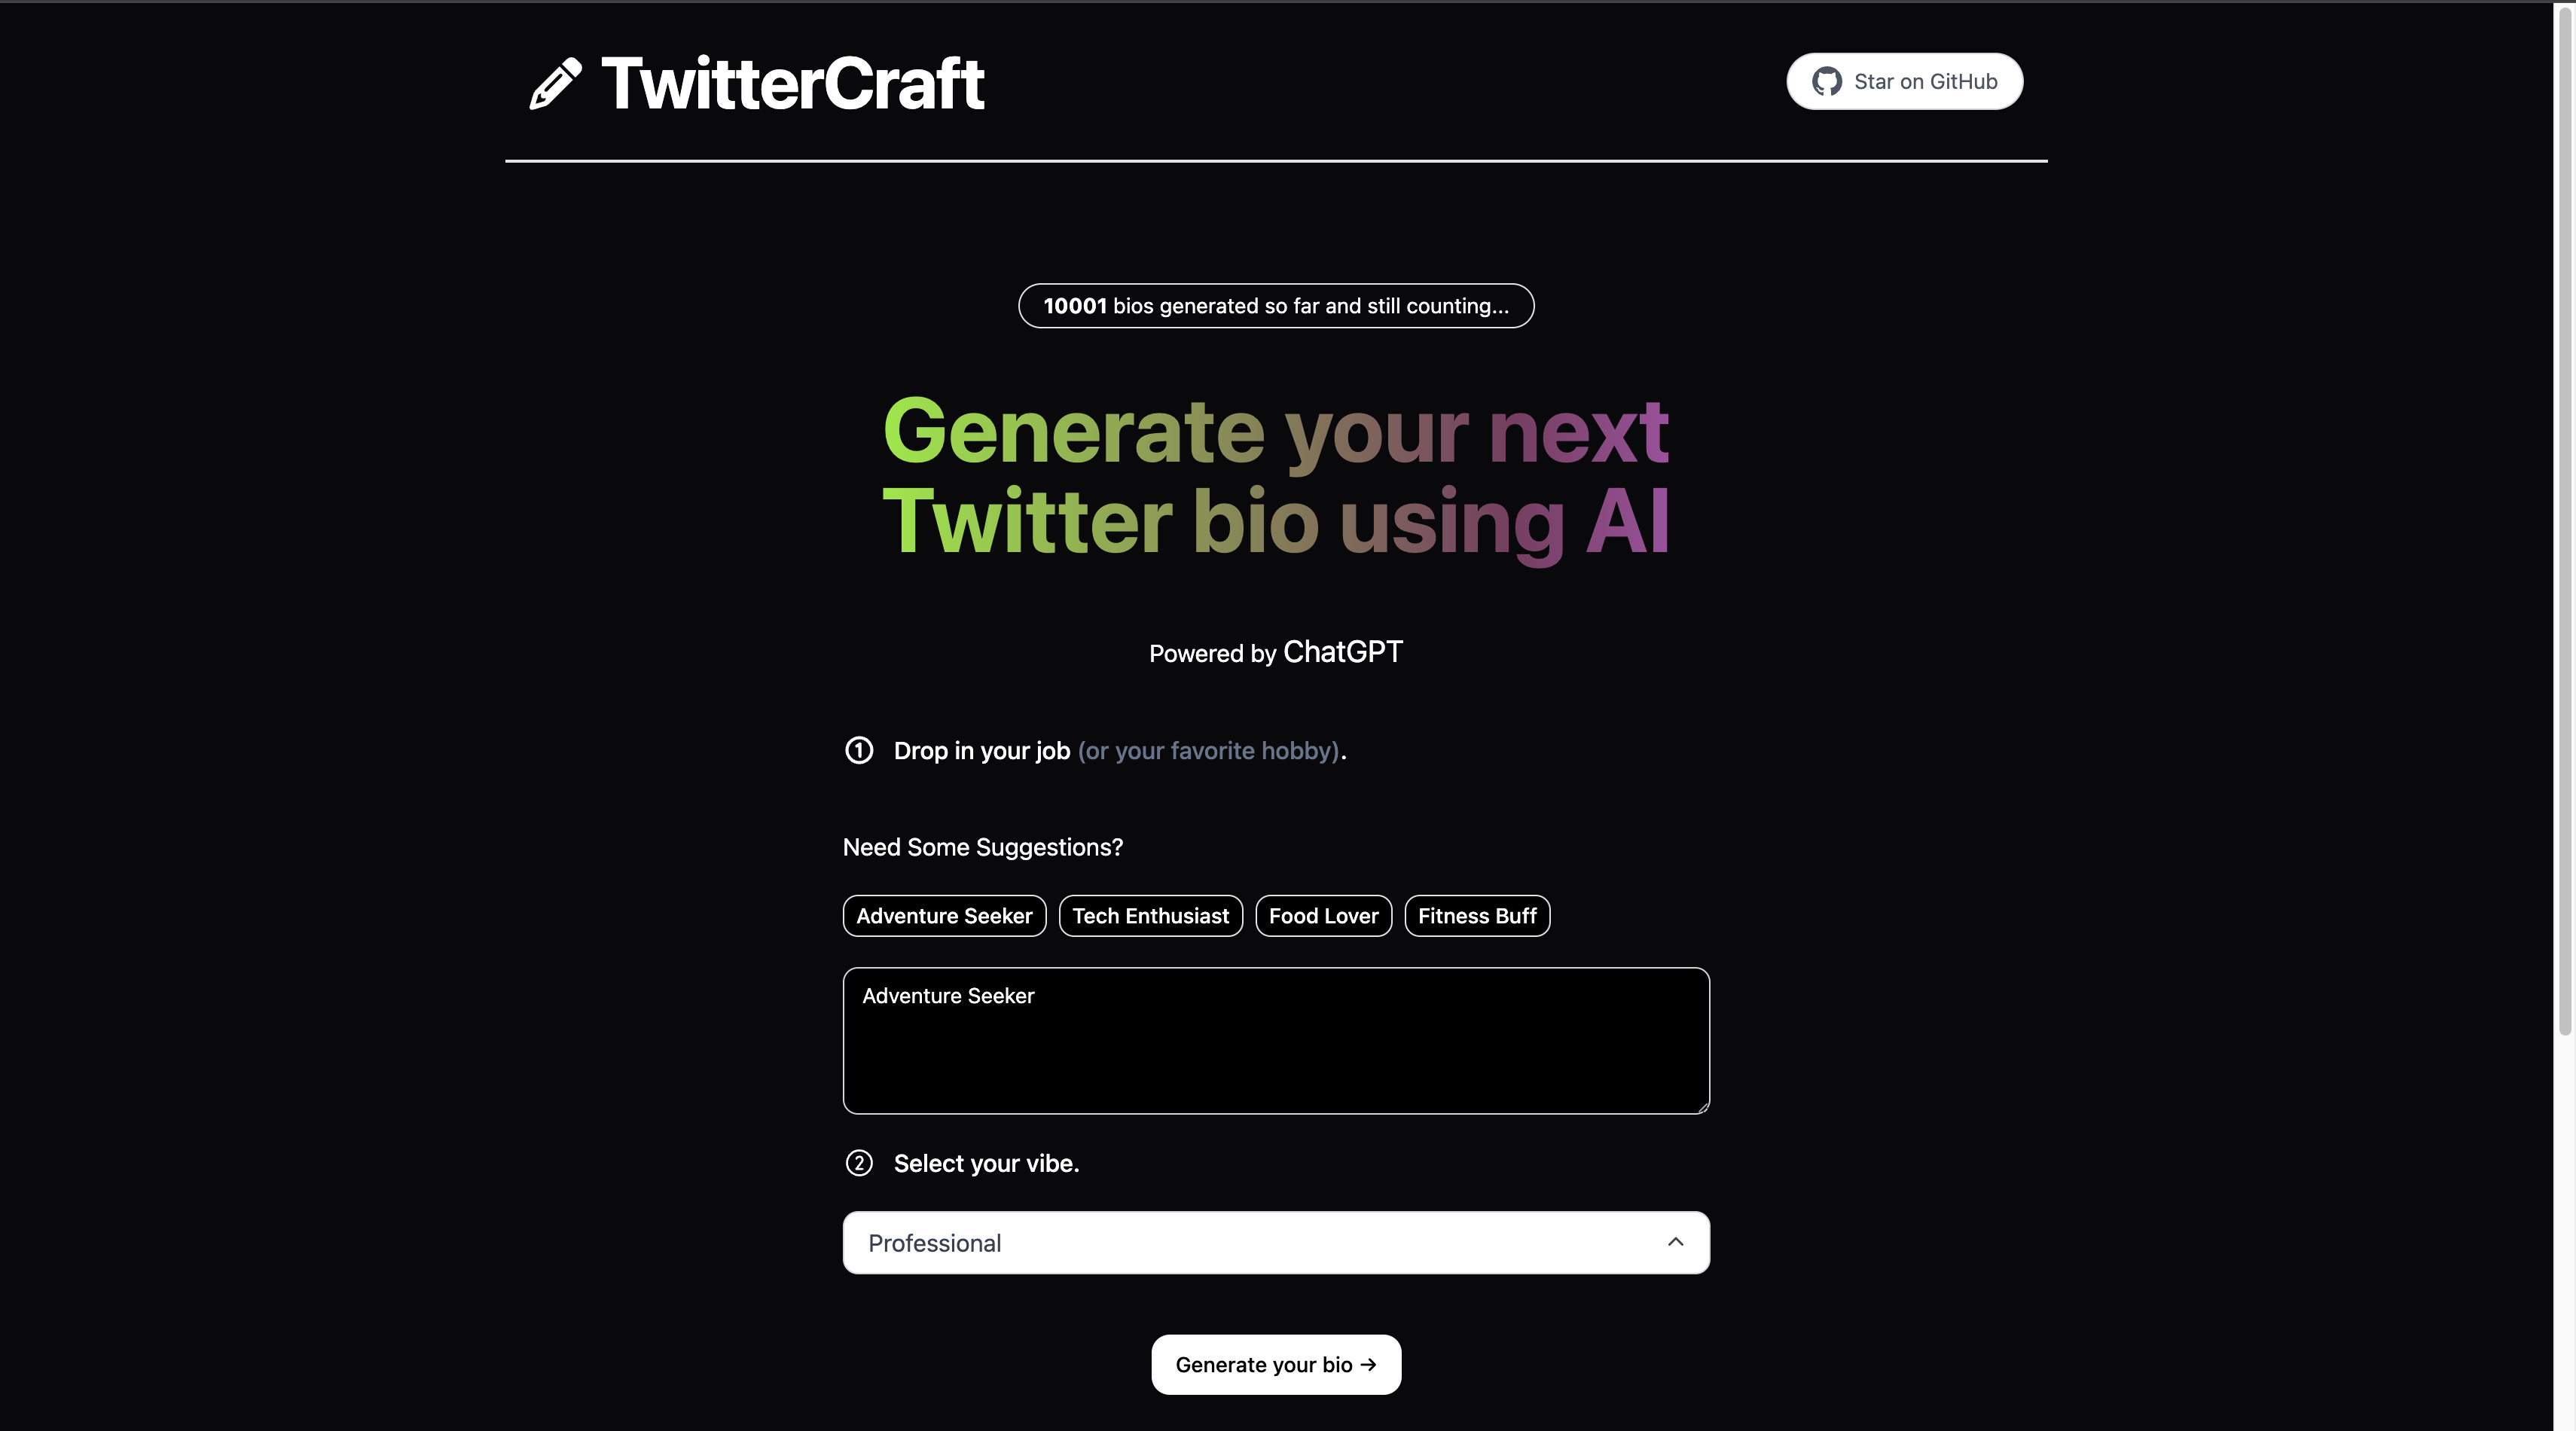 TwitterCraft
Star on GitHub
10001 bios generated so far and still counting...
Generate your next
Twitter bio using AI
Powered by ChatGPT
1 Drop in your job (or your favorite hobby).
Need Some Suggestions?
Adventure Seeker Tech Enthusiast Food Lover Fitness Buff
Adventure Seeker
2 Select your vibe.
Professional
Generate your bio →